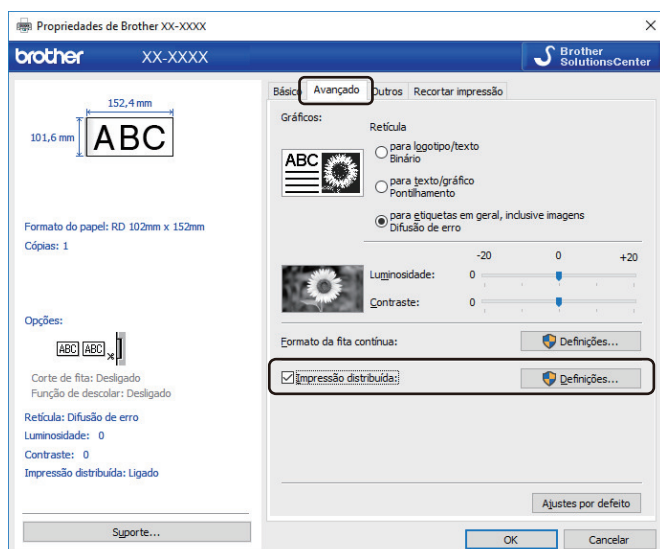 Propriedades de Brother XX-XXXX
brother XX-XXXX
Brother
SolutionsCenter
152,4 mm
101,6 mm
ABC
Formato do papel: RD 102mm x 152mm
Cópias: 1
Opções:
ABC ABC
Corte de fita: Desligado
Função de descolar: Desligado
Retícula: Difusão de erro
Luminosidade: 0
Contraste: 0
Impressão distribuída: Ligado
Suporte...
Básico Avançado Outros Recortar impressão
Gráficos:
ABC
Retícula
para logotipo/texto
Binário
para texto/gráfico
Pontilhamento
para etiquetas em geral, inclusive imagens
Difusão de erro
-20 0 +20
Luminosidade: 0
Contraste: 0
Formato da fita contínua: Definições...
Impressão distribuída: Definições...
Ajustes por defeito
OK Cancelar